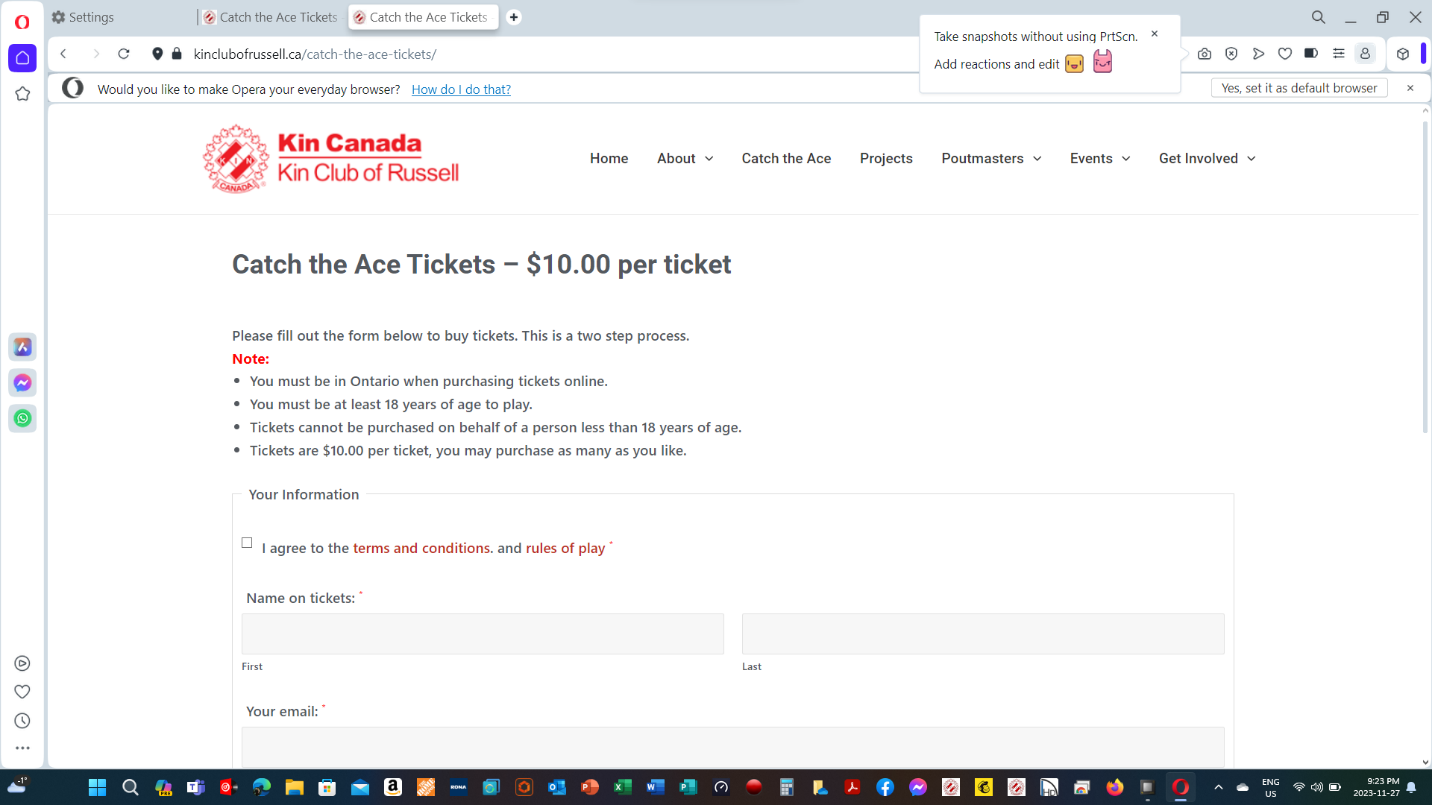 Settings
Catch the Ace Tickets
Catch the Ace Tickets
Take snapshots without using PrtScn.
Add reactions and edit
kinclubofrussell.ca/catch-the-ace-tickets/
Would you like to make Opera your everyday browser? How do I do that?
Yes, set it as default browser
Kin Canada
Kin Club of Russell
KIN
CANADA
Home About Catch the Ace Projects Poutmasters Events Get Involved
Catch the Ace Tickets – $10.00 per ticket
Please fill out the form below to buy tickets. This is a two step process.
Note:
• You must be in Ontario when purchasing tickets online.
• You must be at least 18 years of age to play.
• Tickets cannot be purchased on behalf of a person less than 18 years of age.
• Tickets are $10.00 per ticket, you may purchase as many as you like.
Your Information
I agree to the terms and conditions. and rules of play *
Name on tickets: *
First
Last
Your email: *
-1°
RONA
ENG
US
9:23 PM
2023-11-27